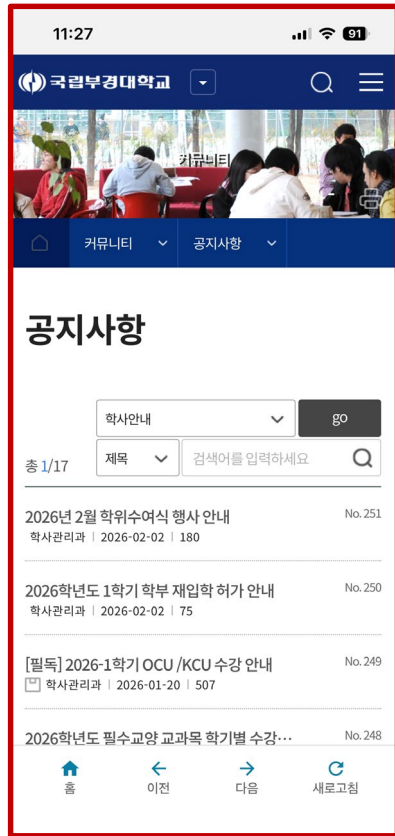 11:27
91
국립부경대학교
커뮤니티
커뮤니티
공지사항
공지사항
학사안내
go
총 1/17
제목
검색어를 입력하세요
2026년 2월 학위수여식 행사 안내
No. 251
학사관리과 | 2026-02-02 | 180
2026학년도 1학기 학부 재입학 허가 안내
No. 250
학사관리과 | 2026-02-02 | 75
[필독] 2026-1학기 OCU /KCU 수강 안내
No. 249
학사관리과 | 2026-01-20 | 507
2026학년도 필수교양 교과목 학기별 수강…
No. 248
홈
이전
다음
새로고침